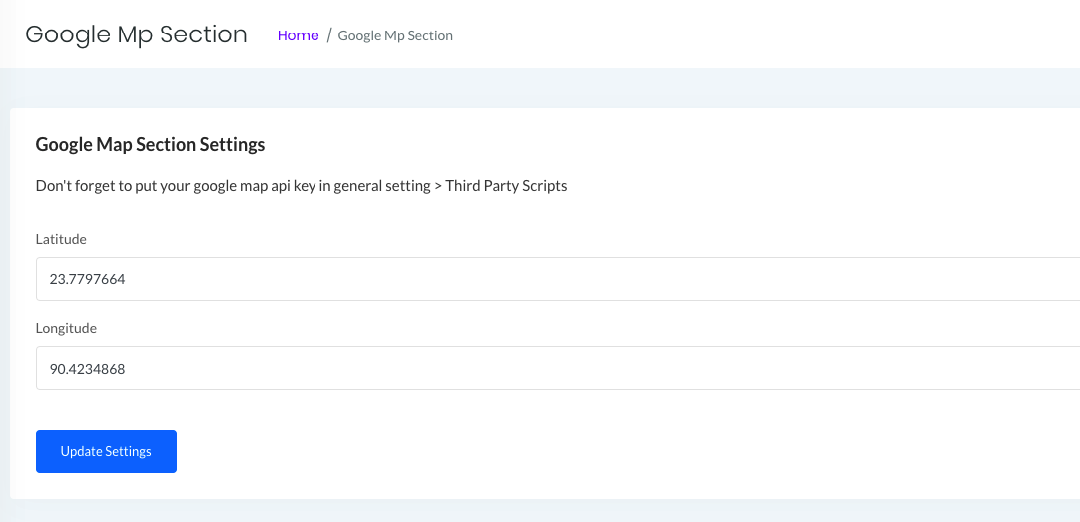 Google Mp Section Home / Google Mp Section
Google Map Section Settings
Don't forget to put your google map api key in general setting > Third Party Scripts
Latitude
23.7797664
Longitude
90.4234868
Update Settings